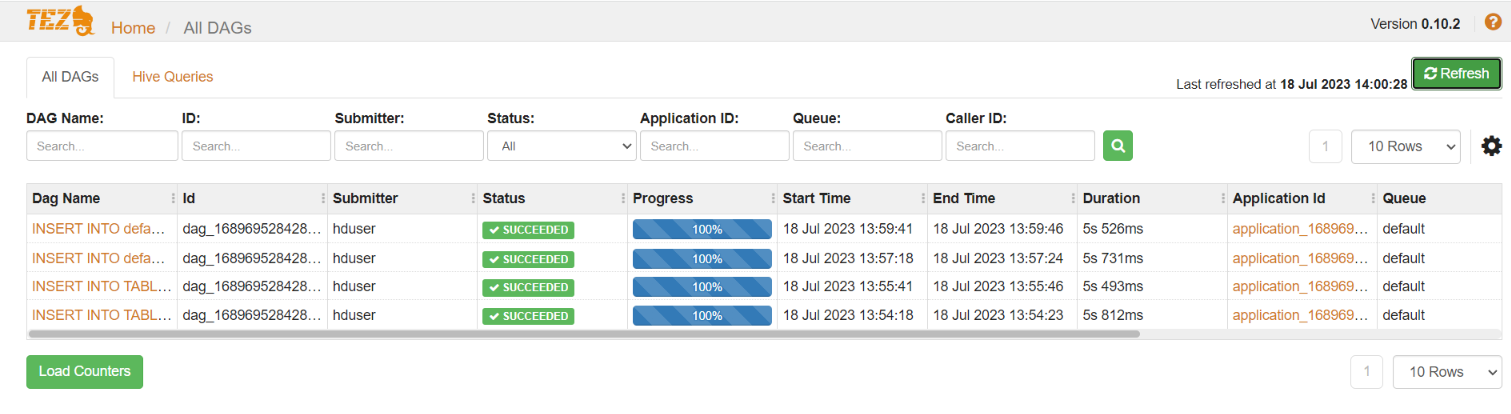 TEZ Home / All DAGs Version 0.10.2 ?
All DAGs Hive Queries Last refreshed at 18 Jul 2023 14:00:28 Refresh
DAG Name: ID: Submitter: Status: Application ID: Queue: Caller ID:
Search... Search... Search... All Search... Search... Search... 1 10 Rows
Dag Name Id Submitter Status Progress Start Time End Time Duration Application Id Queue
INSERT INTO defa... dag_168969528428... hduser SUCCEEDED 100% 18 Jul 2023 13:59:41 18 Jul 2023 13:59:46 5s 526ms application_168969... default
INSERT INTO defa... dag_168969528428... hduser SUCCEEDED 100% 18 Jul 2023 13:57:18 18 Jul 2023 13:57:24 5s 731ms application_168969... default
INSERT INTO TABL... dag_168969528428... hduser SUCCEEDED 100% 18 Jul 2023 13:55:41 18 Jul 2023 13:55:46 5s 493ms application_168969... default
INSERT INTO TABL... dag_168969528428... hduser SUCCEEDED 100% 18 Jul 2023 13:54:18 18 Jul 2023 13:54:23 5s 812ms application_168969... default
Load Counters 1 10 Rows